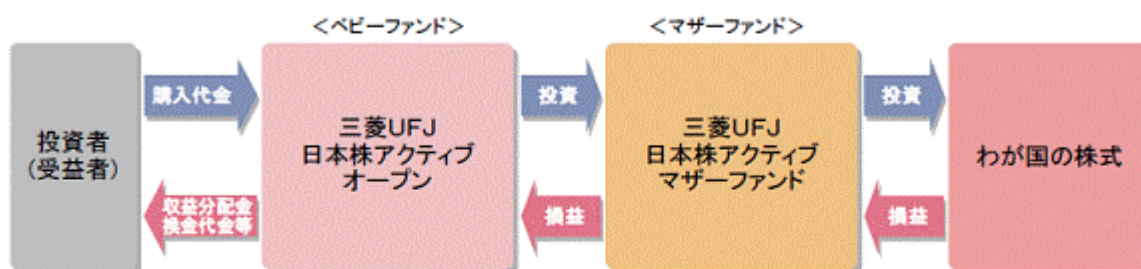 <ベビーファンド>
<マザーファンド>
投資者
(受益者)
購入代金
収益分配金
換金代金等
三菱UFJ
日本株アクティブ
オープン
投資
損益
三菱UFJ
日本株アクティブ
マザーファンド
投資
損益
わが国の株式